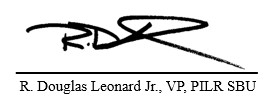 R. D
R. Douglas Leonard Jr., VP, PILR SBU